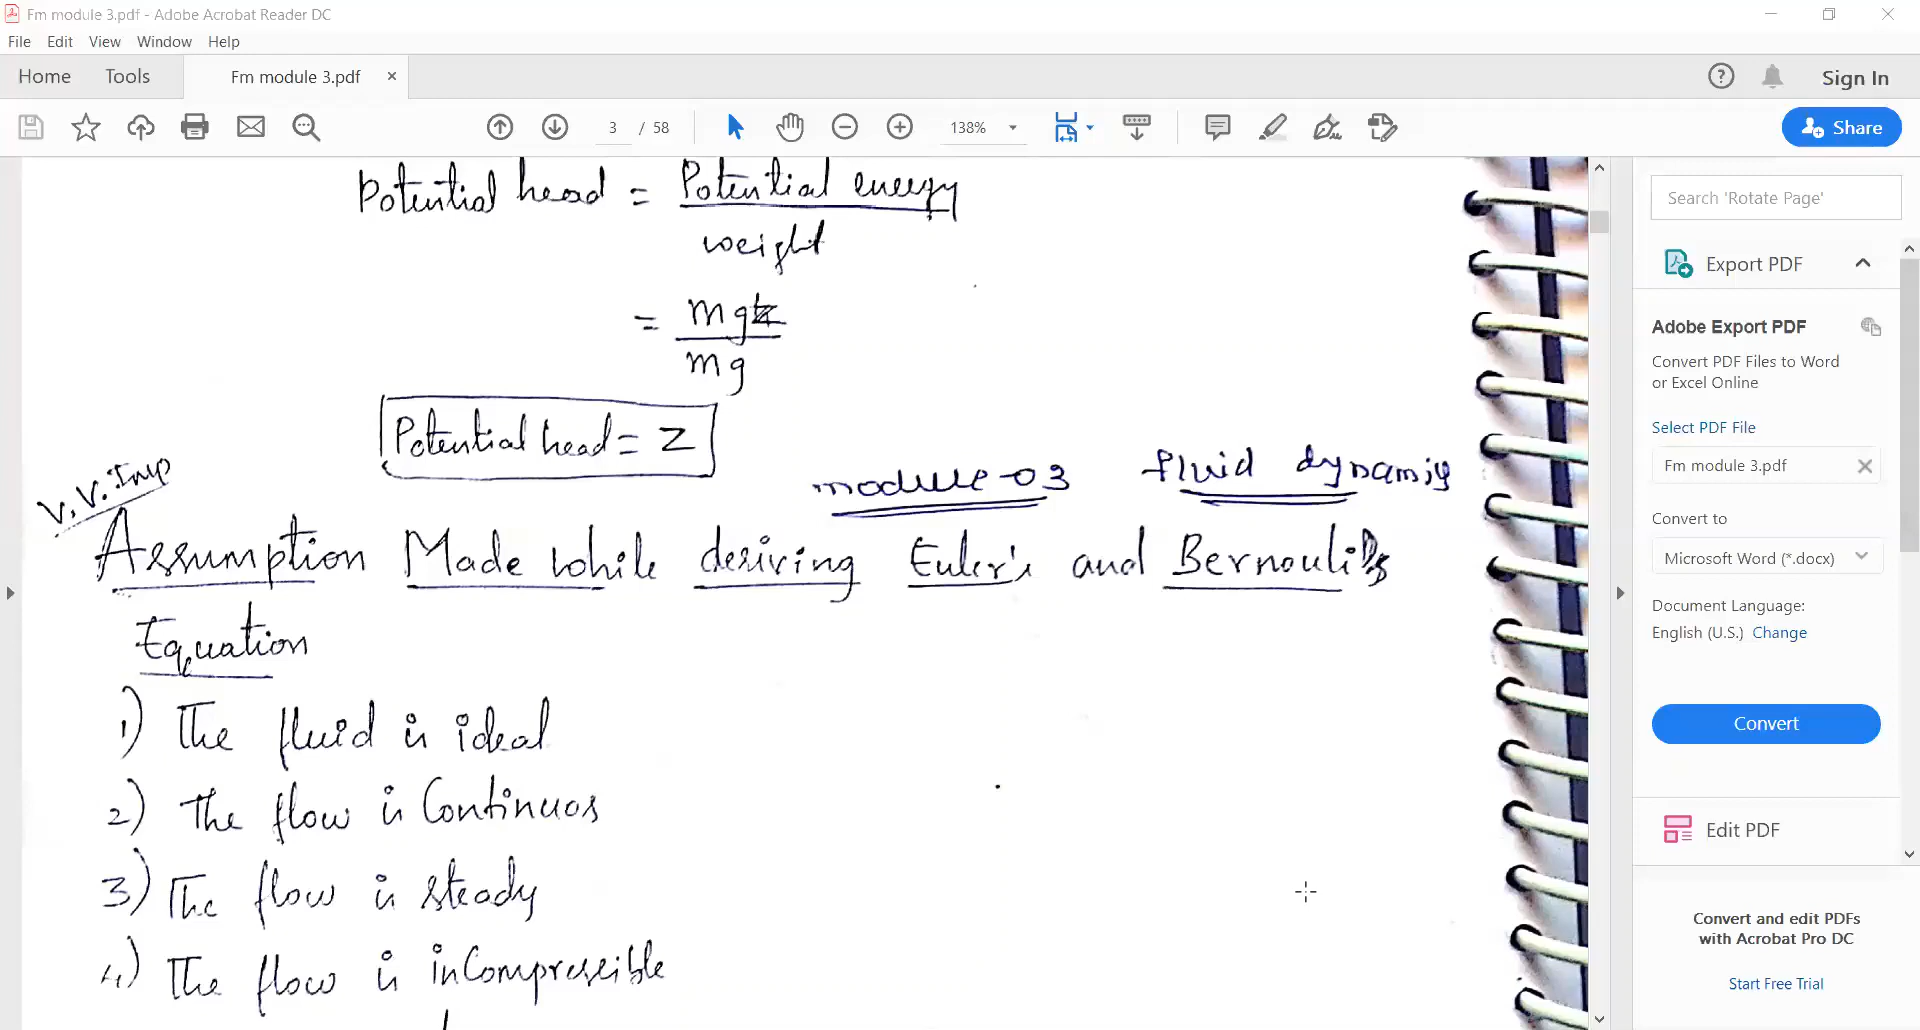 Fm module 3.pdf - Adobe Acrobat Reader DC
File Edit View Window Help
Home Tools Fm module 3.pdf × Sign In
3 / 58 138% Share
Potential head = Potential energy
weight
= mgz
mg
Potential head = Z
V.V. Imp
module-03 fluid dynamiy
Assumption Made while deriving Euler's and Bernoulli's
Equation
1) The fluid is ideal
2) The flow is Continuos
3) The flow is steady
4) The flow is inCompressible
Search 'Rotate Page'
Export PDF
Adobe Export PDF
Convert PDF Files to Word
or Excel Online
Select PDF File
Fm module 3.pdf
Convert to
Microsoft Word (*.docx)
Document Language:
English (U.S.) Change
Convert
Edit PDF
Convert and edit PDFs
with Acrobat Pro DC
Start Free Trial